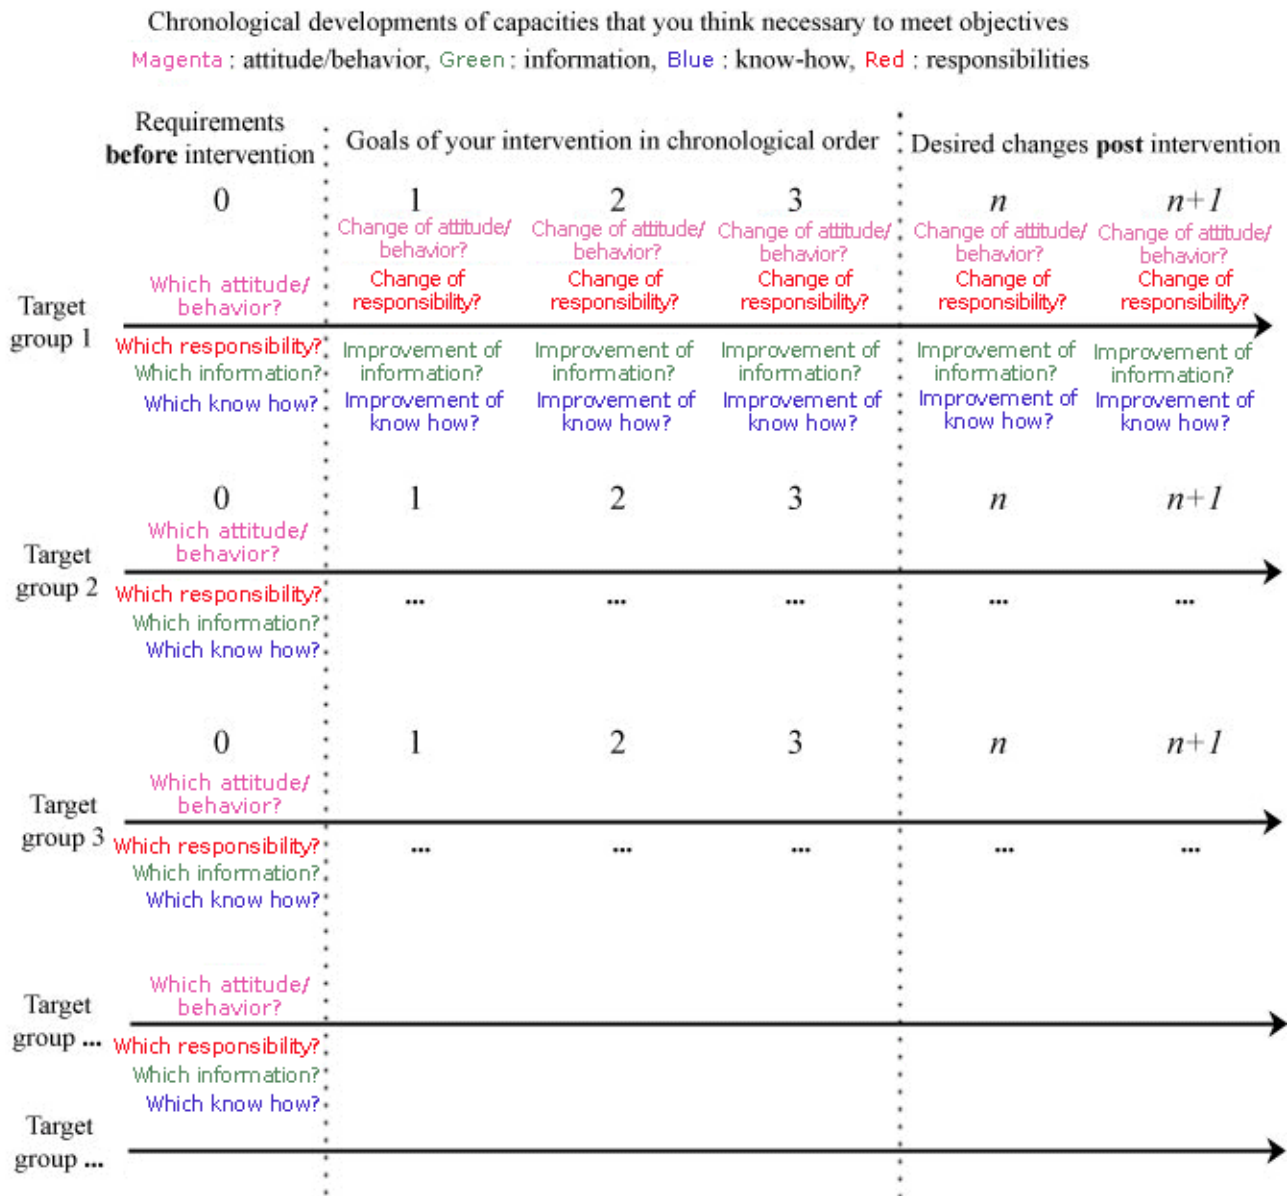 Chronological developments of capacities that you think necessary to meet objectives
Magenta : attitude/behavior, Green : information, Blue : know-how, Red : responsibilities
Requirements
before intervention
Goals of your intervention in chronological order
Desired changes post intervention
0 1 2 3 n n+1
Change of attitude/ Change of attitude/ Change of attitude/ Change of attitude/ Change of attitude/
behavior? behavior? behavior? behavior? behavior?
Which attitude/ Change of Change of Change of Change of Change of
behavior? responsibility? responsibility? responsibility? responsibility? responsibility?
Target
group 1
Which responsibility? Improvement of Improvement of Improvement of Improvement of Improvement of
Which information? information? information? information? information? information?
Which know how? Improvement of Improvement of Improvement of Improvement of Improvement of
know how? know how? know how? know how? know how?
0 1 2 3 n n+1
Which attitude/
behavior?
Target
group 2
Which responsibility? ... ... ... ... ...
Which information?
Which know how?
0 1 2 3 n n+1
Which attitude/
behavior?
Target
group 3
Which responsibility? ... ... ... ... ...
Which information?
Which know how?
Which attitude/
behavior?
Target
group ...
Which responsibility?
Which information?
Which know how?
Target
group ...